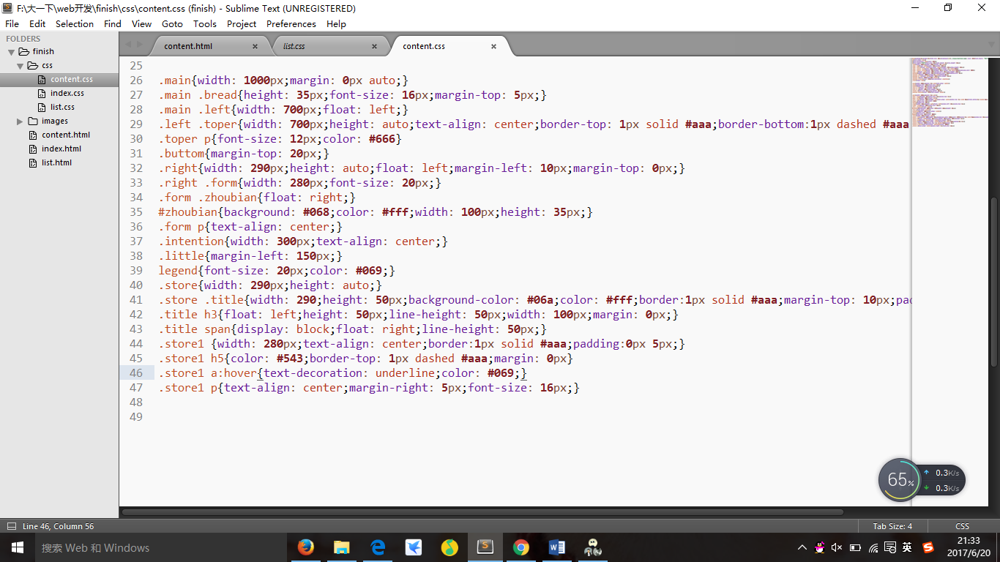 F:\大一下\web开发\finish\css\content.css (finish) - Sublime Text (UNREGISTERED)
File Edit Selection Find View Goto Tools Project Preferences Help
FOLDERS
finish
css
content.css
index.css
list.css
images
content.html
index.html
list.html
content.html × list.css × content.css ×
25
26 .main{width: 1000px;margin: 0px auto;}
27 .main .bread{height: 35px;font-size: 16px;margin-top: 5px;}
28 .main .left{width: 700px;float: left;}
29 .left .toper{width: 700px;height: auto;text-align: center;border-top: 1px solid #aaa;border-bottom:1px dashed #aaa
30 .toper p{font-size: 12px;color: #666}
31 .buttom{margin-top: 20px;}
32 .right{width: 290px;height: auto;float: left;margin-left: 10px;margin-top: 0px;}
33 .right .form{width: 280px;font-size: 20px;}
34 .form .zhoubian{float: right;}
35 #zhoubian{background: #068;color: #fff;width: 100px;height: 35px;}
36 .form p{text-align: center;}
37 .intention{width: 300px;text-align: center;}
38 .little{margin-left: 150px;}
39 legend{font-size: 20px;color: #069;}
40 .store{width: 290px;height: auto;}
41 .store .title{width: 290;height: 50px;background-color: #06a;color: #fff;border:1px solid #aaa;margin-top: 10px;pad
42 .title h3{float: left;height: 50px;line-height: 50px;width: 100px;margin: 0px;}
43 .title span{display: block;float: right;line-height: 50px;}
44 .store1 {width: 280px;text-align: center;border:1px solid #aaa;padding:0px 5px;}
45 .store1 h5{color: #543;border-top: 1px dashed #aaa;margin: 0px}
46 .store1 a:hover{text-decoration: underline;color: #069;}
47 .store1 p{text-align: center;margin-right: 5px;font-size: 16px;}
48
49
65%
0.3K/s
0.3K/s
Line 46, Column 56
Tab Size: 4
CSS
搜索 Web 和 Windows
英
21:33
2017/6/20